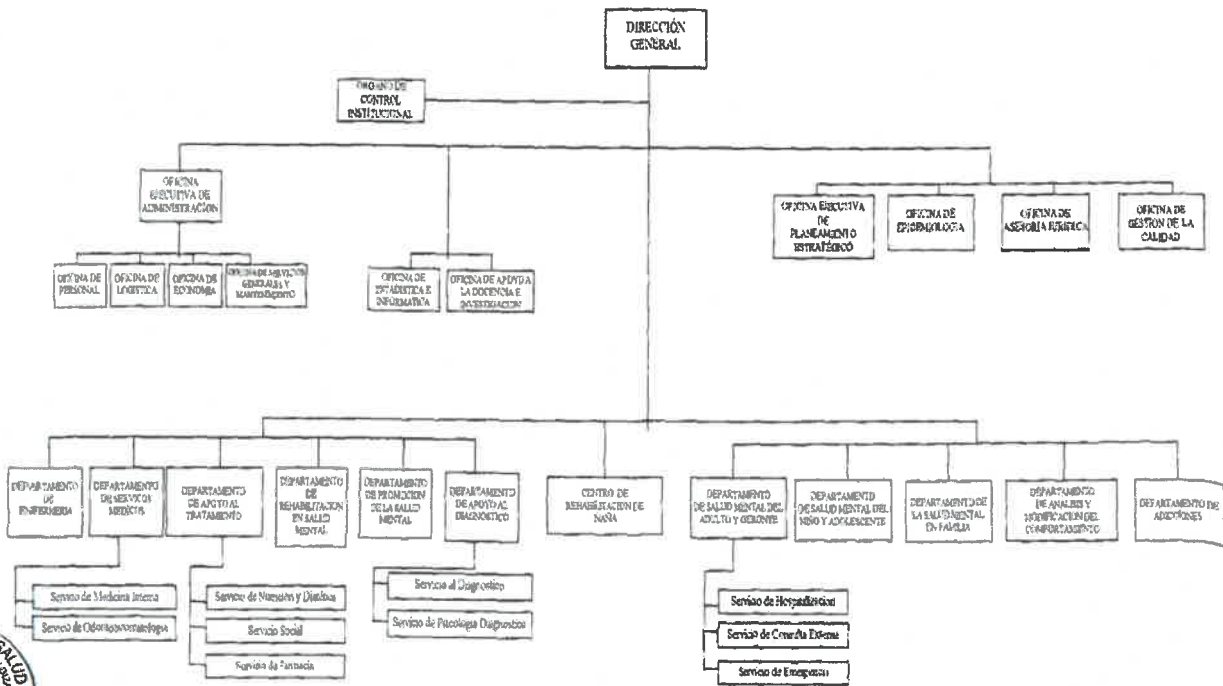 DIRECCIÓN
GENERAL
ORGANO DE
CONTROL
INSTITUCIONAL
OFICINA
EJECUTIVA DE
ADMINISTRACION
OFICINA EJECUTIVA
DE
PLANEAMIENTO
ESTRATÉGICO
OFICINA DE
EPIDEMIOLOGIA
OFICINA DE
ASESORIA JURIDICA
OFICINA DE
GESTION DE LA
CALIDAD
OFICINA DE
PERSONAL
OFICINA DE
LOGISTICA
OFICINA DE
ECONOMIA
OFICINA DE SERVICIOS
GENERALES Y
MANTENIMIENTO
OFICINA DE
ESTADISTICA E
INFORMATICA
OFICINA DE APOYO A
LA DOCENCIA E
INVESTIGACION
DEPARTAMENTO
DE
ENFERMERIA
DEPARTAMENTO
DE SERVICIOS
MEDICOS
DEPARTAMENTO
DE APOYO AL
TRATAMIENTO
DEPARTAMENTO
DE
REHABILITACION
EN SALUD
MENTAL
DEPARTAMENTO
DE PROMOCION
DE LA SALUD
MENTAL
DEPARTAMENTO
DE APOYO AL
DIAGNOSTICO
CENTRO DE
REHABILITACION DE
ÑAÑA
DEPARTAMENTO
DE SALUD MENTAL DEL
ADULTO Y GERONTE
DEPARTAMENTO
DE SALUD MENTAL DEL
NIÑO Y ADOLESCENTE
DEPARTAMENTO DE
LA SALUD MENTAL
EN FAMILIA
DEPARTAMENTO
DE ANALISIS Y
MODIFICACION DEL
COMPORTAMIENTO
DEPARTAMENTO DE
ADICCIONES
Servicio de Medicina Interna
Servicio de Odontoestomatologia
Servicio de Nutrición y Dietética
Servicio Social
Servicio de Farmacia
Servicio al Diagnostico
Servicio de Psicologia Diagnostica
Servicio de Hospitalizacion
Servicio de Consulta Externa
Servicio de Emergencia
SALUD